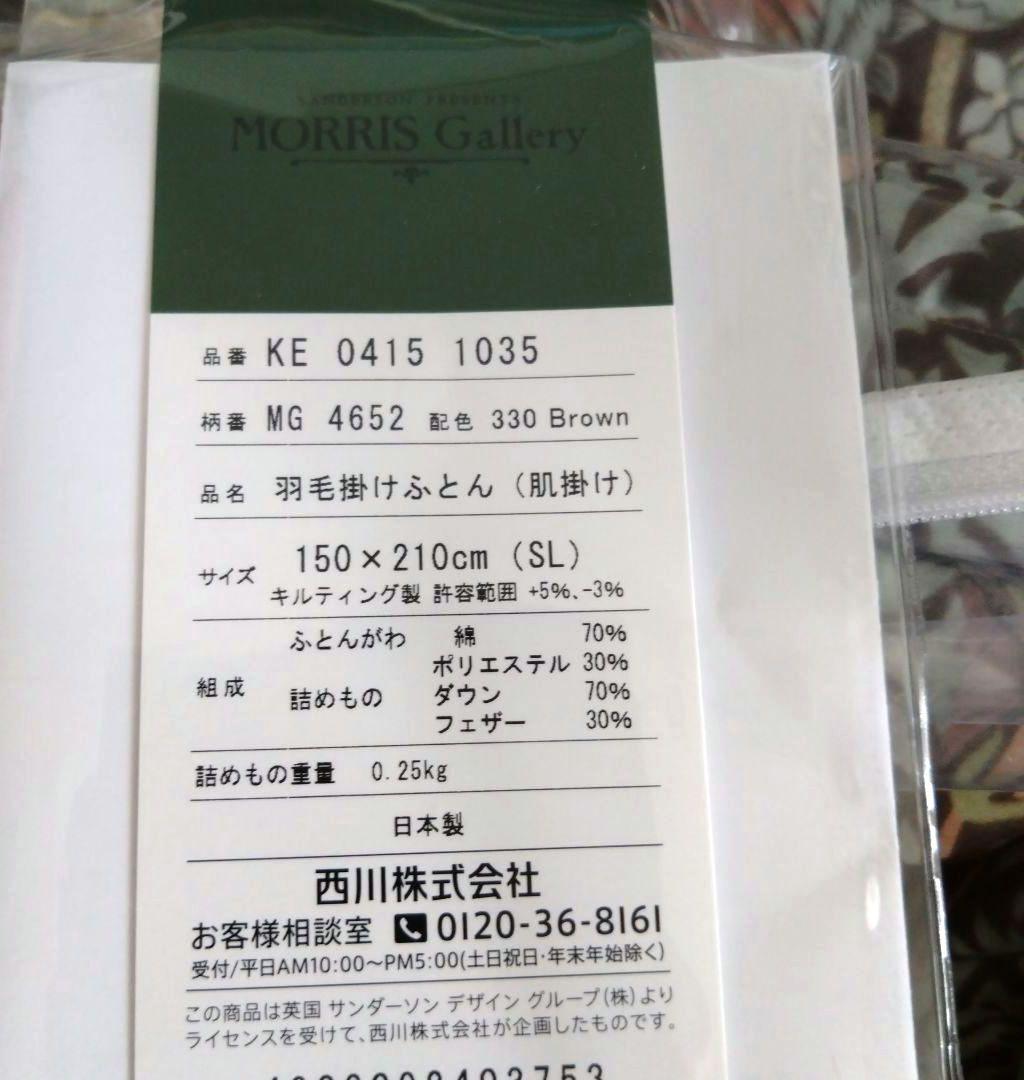 SANDERSON PRESENTS
MORRIS Gallery
品番 KE 0415 1035
柄番 MG 4652 配色 330 Brown
品名 羽毛掛けふとん (肌掛け)
サイズ 150×210cm (SL)
キルティング製 許容範囲 +5%、-3%
組成 ふとんがわ 綿 70%
ポリエステル 30%
詰めもの ダウン 70%
フェザー 30%
詰めもの重量 0.25kg
日本製
西川株式会社
お客様相談室 0120-36-8161
受付/平日AM10:00〜PM5:00(土日祝日・年末年始除く)
この商品は英国 サンダーソン デザイン グループ(株)より
ライセンスを受けて、西川株式会社が企画したものです。